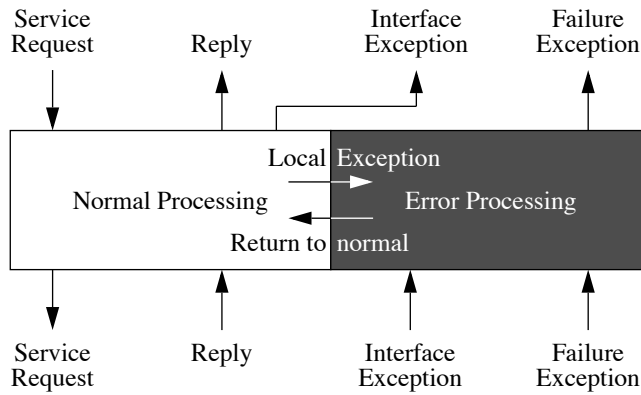 Service
Request
Reply
Interface
Exception
Failure
Exception
Local Exception
Normal Processing
Error Processing
Return to normal
Service
Request
Reply
Interface
Exception
Failure
Exception